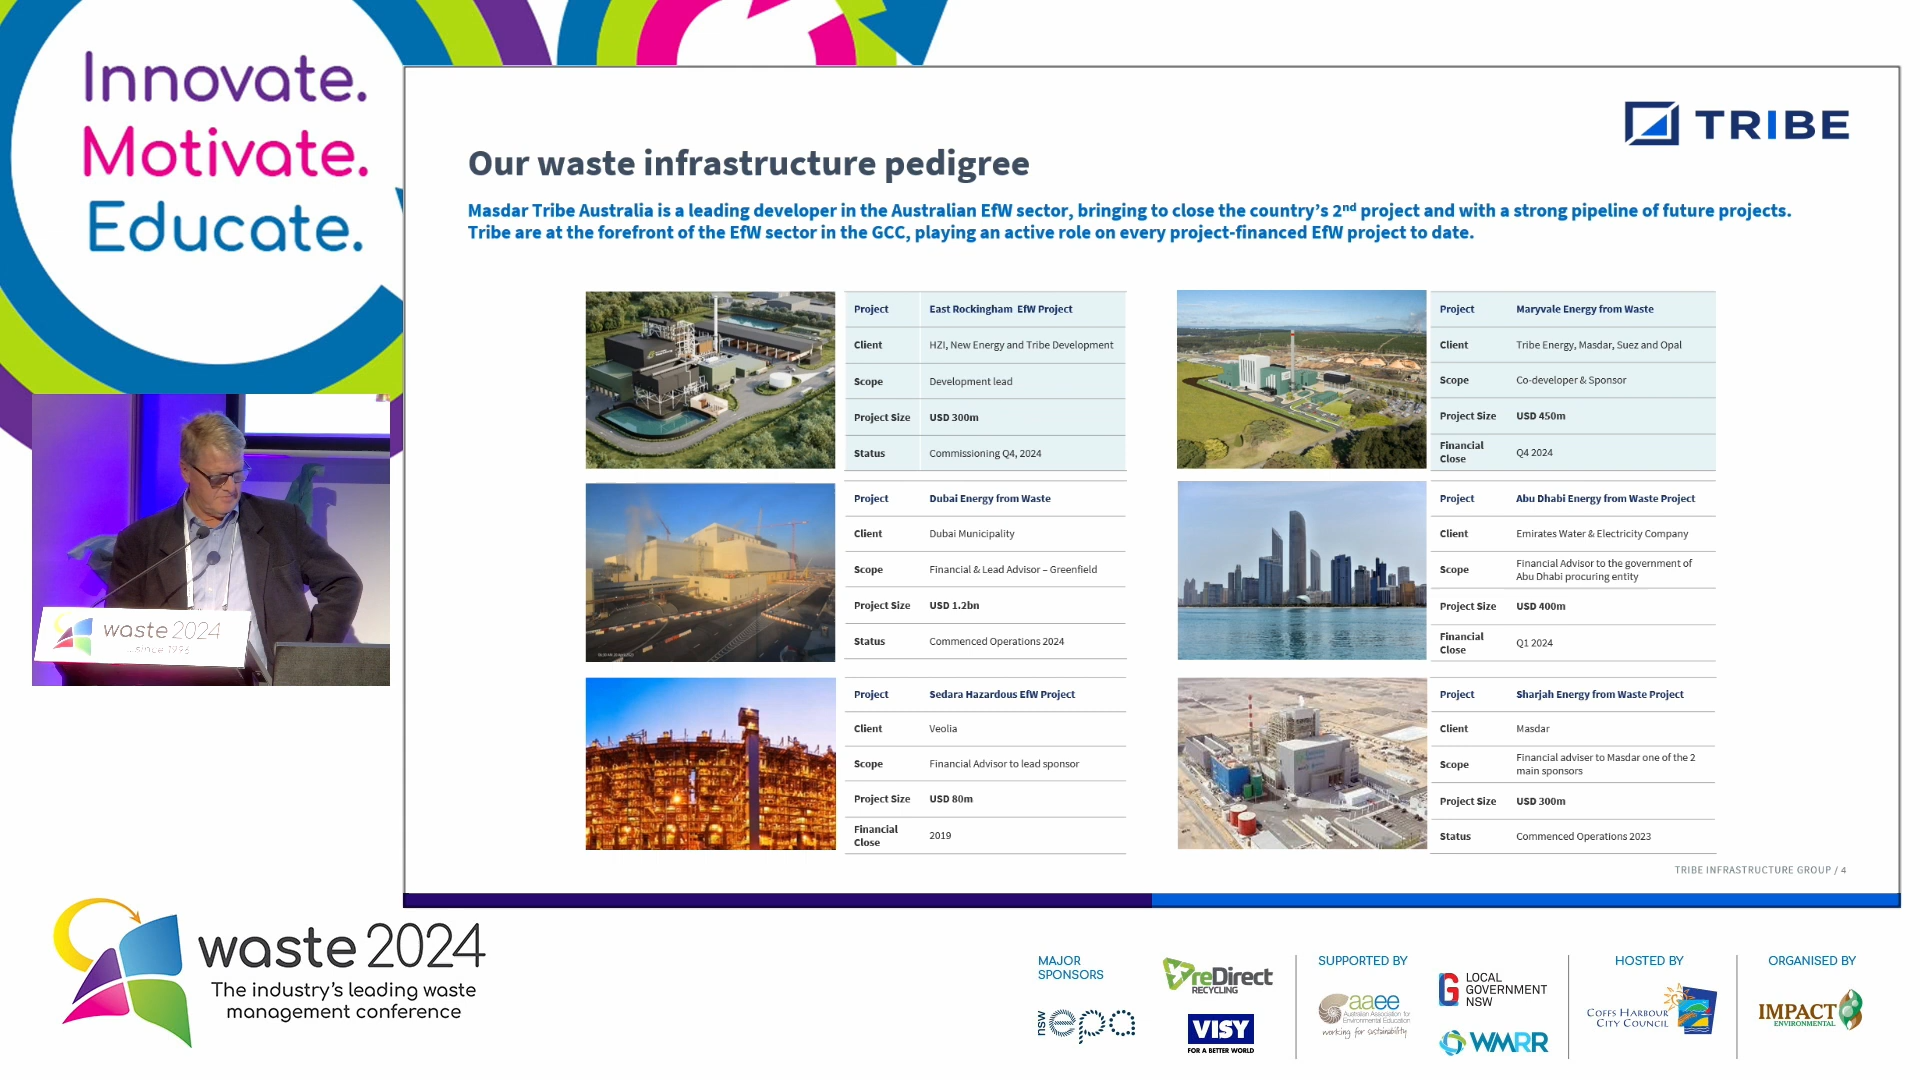 Innovate.
Motivate.
Educate.
TRIBE
Our waste infrastructure pedigree
Masdar Tribe Australia is a leading developer in the Australian EfW sector, bringing to close the country's 2nd project and with a strong pipeline of future projects.
Tribe are at the forefront of the EfW sector in the GCC, playing an active role on every project-financed EfW project to date.
Project East Rockingham EfW Project
Client HZI, New Energy and Tribe Development
Scope Development lead
Project Size USD 300m
Status Commissioning Q4, 2024
Project Maryvale Energy from Waste
Client Tribe Energy, Masdar, Suez and Opal
Scope Co-developer & Sponsor
Project Size USD 450m
Financial
Close Q4 2024
Project Dubai Energy from Waste
Client Dubai Municipality
Scope Financial & Lead Advisor – Greenfield
Project Size USD 1.2bn
Status Commenced Operations 2024
Project Abu Dhabi Energy from Waste Project
Client Emirates Water & Electricity Company
Scope Financial Advisor to the government of
Abu Dhabi procuring entity
Project Size USD 400m
Financial
Close Q1 2024
Project Sedara Hazardous EfW Project
Client Veolia
Scope Financial Advisor to lead sponsor
Project Size USD 80m
Financial
Close 2019
Project Sharjah Energy from Waste Project
Client Masdar
Scope Financial adviser to Masdar one of the 2
main sponsors
Project Size USD 300m
Status Commenced Operations 2023
TRIBE INFRASTRUCTURE GROUP / 4
waste 2024
...since 1996
waste 2024
The industry's leading waste
management conference
MAJOR
SPONSORS
nsw epa
reDirect
RECYCLING
VISY
FOR A BETTER WORLD
SUPPORTED BY
aaee
Australian Association for
Environmental Education
working for sustainability
LOCAL
GOVERNMENT
NSW
WMRR
HOSTED BY
COFFS HARBOUR
CITY COUNCIL
ORGANISED BY
IMPACT
ENVIRONMENTAL